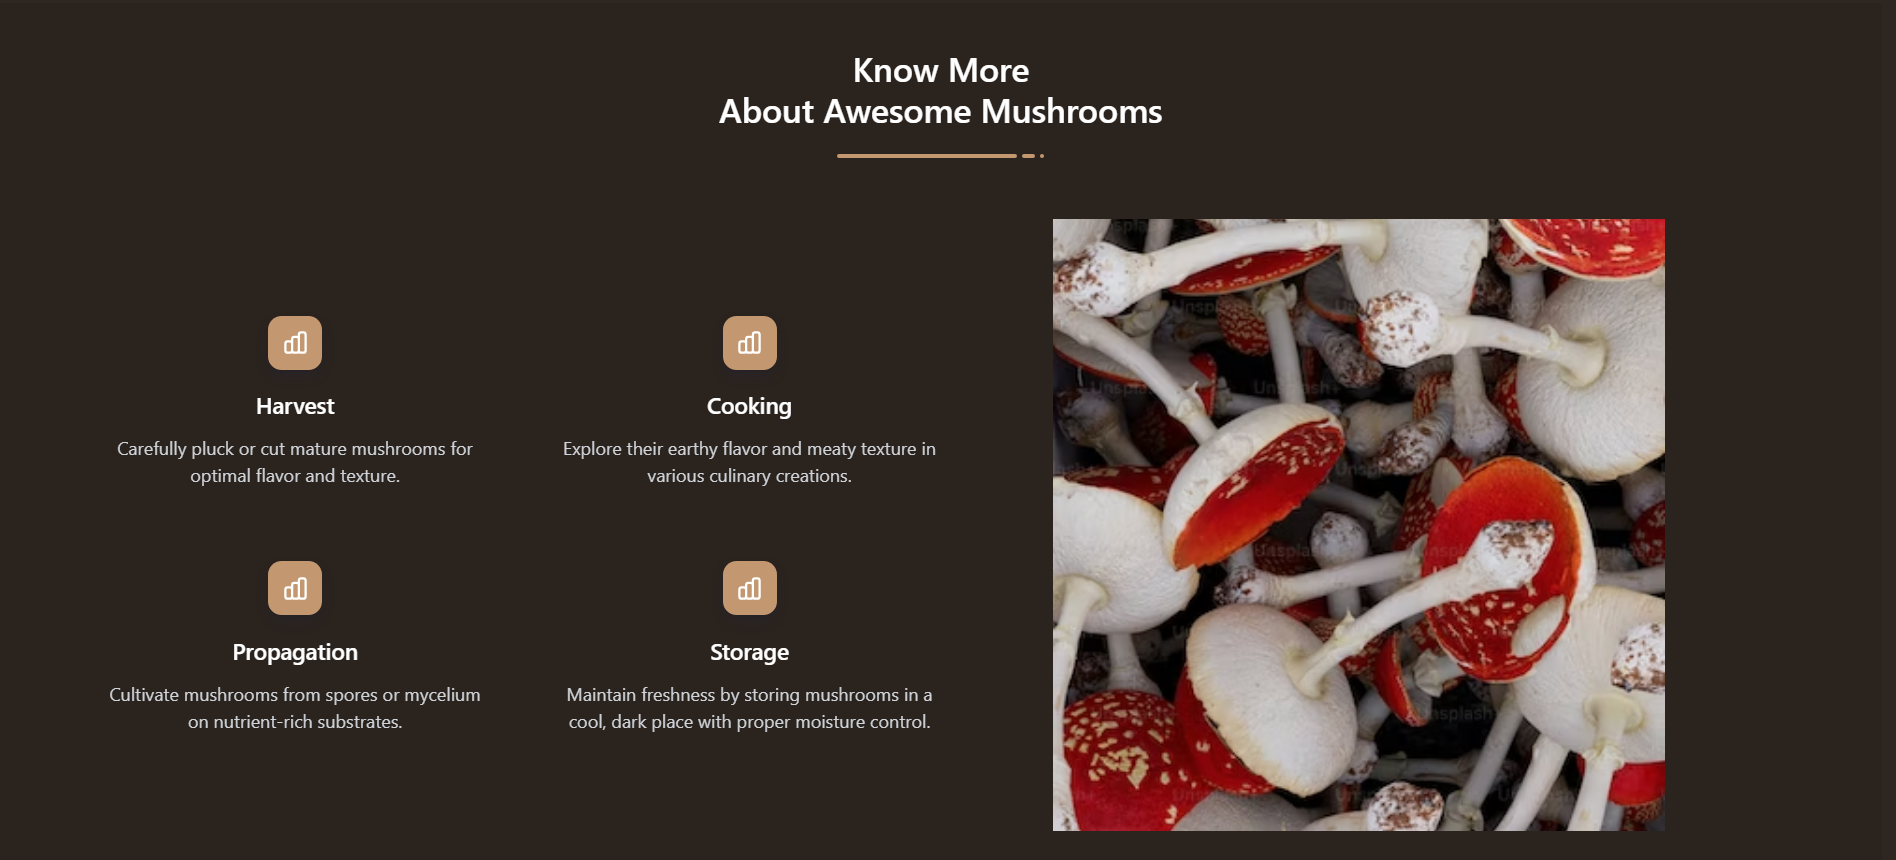 Know More
About Awesome Mushrooms
Harvest
Carefully pluck or cut mature mushrooms for
optimal flavor and texture.
Cooking
Explore their earthy flavor and meaty texture in
various culinary creations.
Propagation
Cultivate mushrooms from spores or mycelium
on nutrient-rich substrates.
Storage
Maintain freshness by storing mushrooms in a
cool, dark place with proper moisture control.
Unsplash+